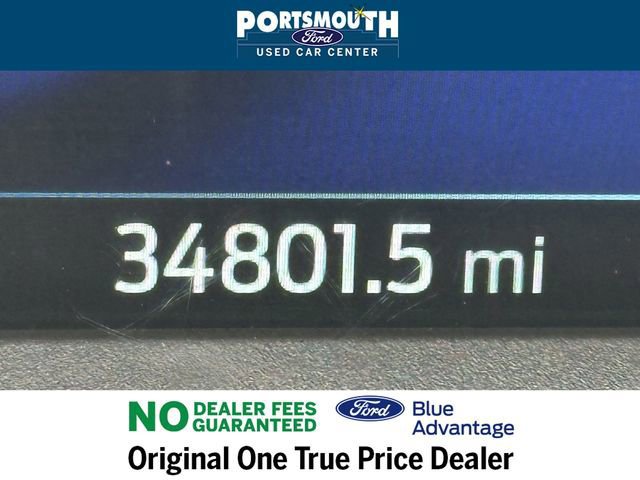 PORTSMOUTH
Ford
USED CAR CENTER
34801.5 mi
NO DEALER FEES GUARANTEED
Ford Blue Advantage
Original One True Price Dealer